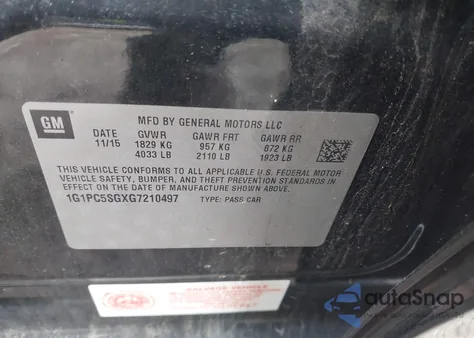 GM
MFD BY GENERAL MOTORS LLC
DATE GVWR GAWR FRT GAWR RR
11/15 1829 KG 957 KG 872 KG
4033 LB 2110 LB 1923 LB
THIS VEHICLE CONFORMS TO ALL APPLICABLE U.S. FEDERAL MOTOR
VEHICLE SAFETY, BUMPER, AND THEFT PREVENTION STANDARDS
IN EFFECT ON THE DATE OF MANUFACTURE SHOWN ABOVE.
1G1PC5SGXG7210497 TYPE: PASS CAR
SALVAGE VEHICLE
autoSnap